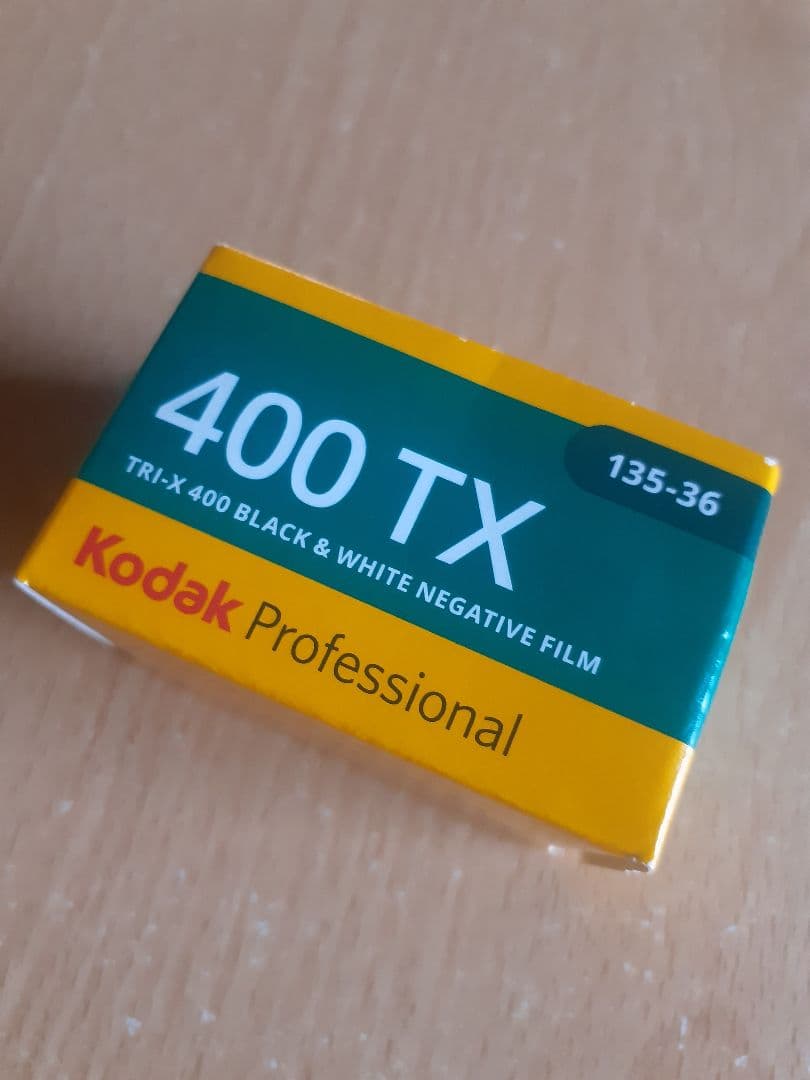 135-36
400 TX
TRI-X 400 BLACK & WHITE NEGATIVE FILM
Kodak Professional